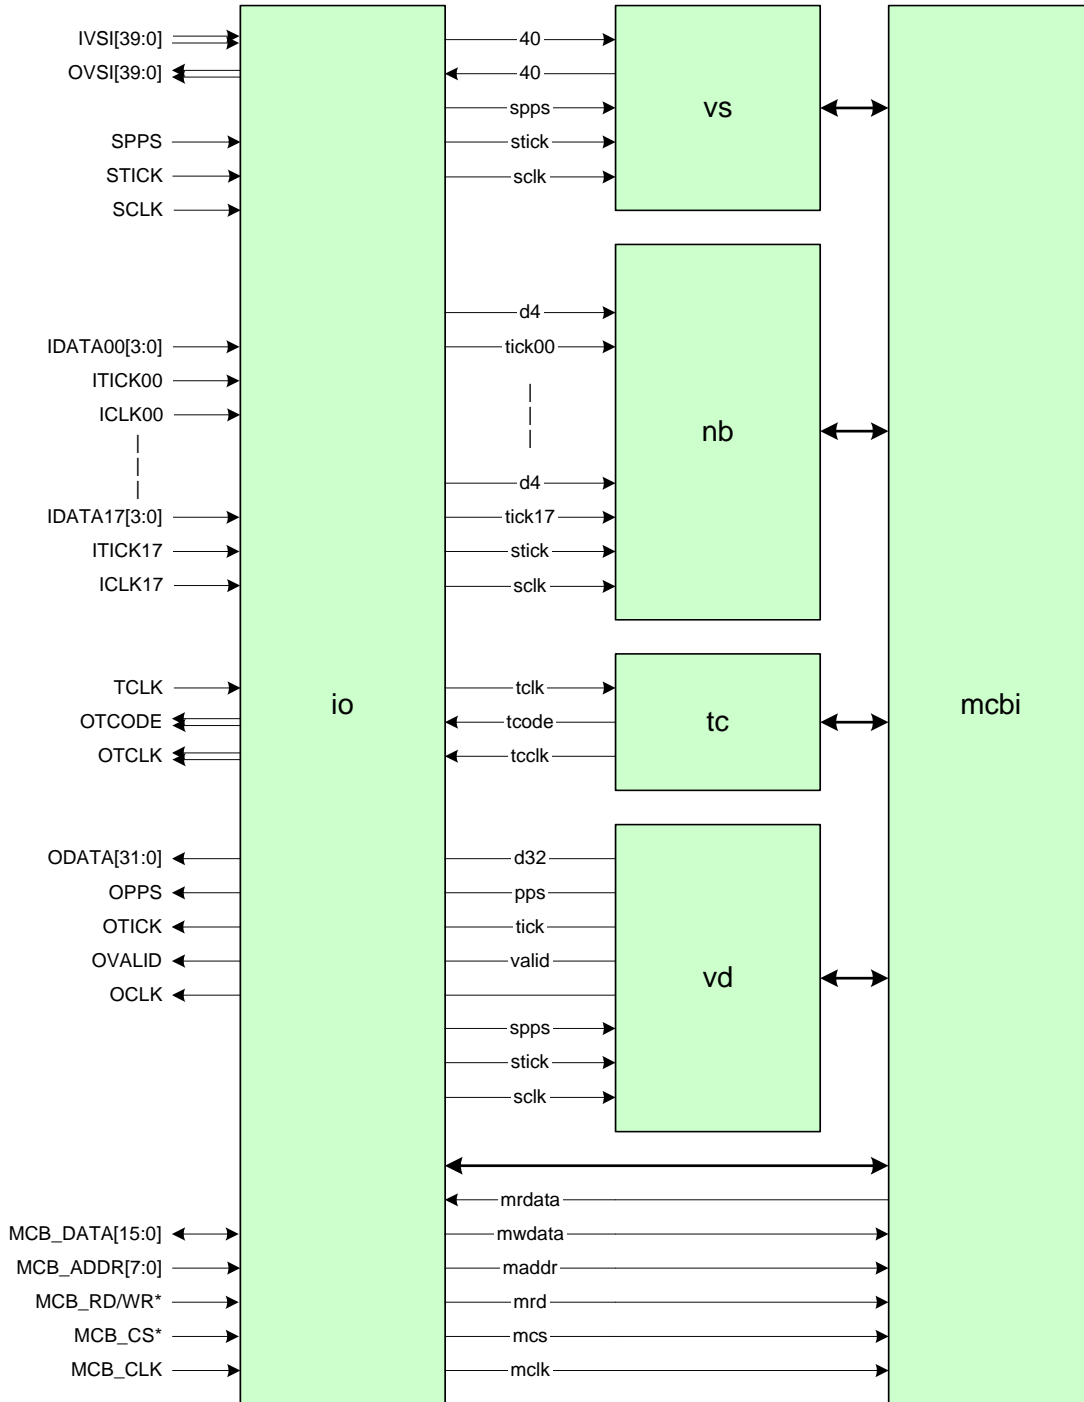 IVSI[39:0]
40
OVSI[39:0]
40
spps
vs
SPPS
stick
STICK
sclk
SCLK
d4
IDATA00[3:0]
tick00
ITICK00
ICLK00
nb
d4
IDATA17[3:0]
tick17
ITICK17
stick
ICLK17
sclk
TCLK
tclk
io
mcbi
OTCODE
tcode
tc
OTCLK
tcclk
ODATA[31:0]
d32
OPPS
pps
OTICK
tick
OVALID
valid
vd
OCLK
spps
stick
sclk
mrdata
MCB_DATA[15:0]
mwdata
MCB_ADDR[7:0]
maddr
MCB_RD/WR*
mrd
MCB_CS*
mcs
MCB_CLK
mclk